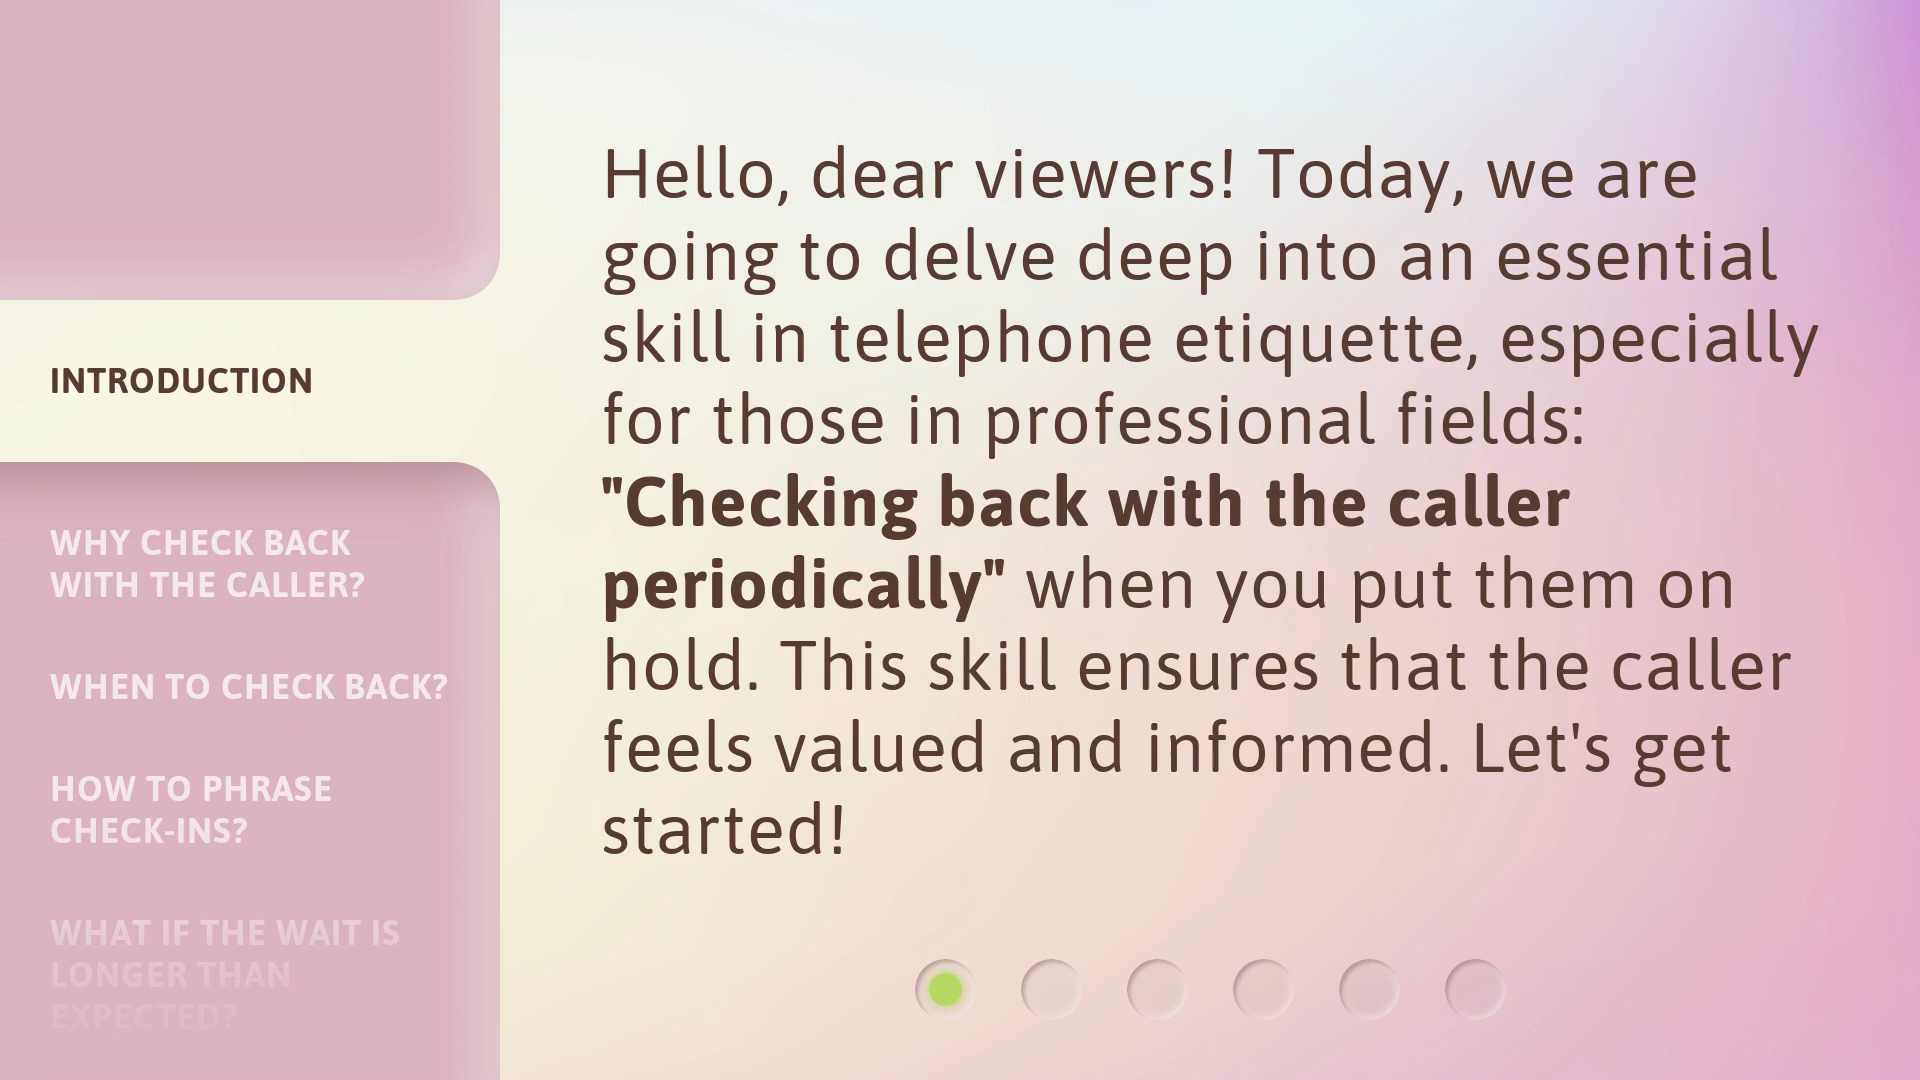 INTRODUCTION
WHY CHECK BACK
WITH THE CALLER?
WHEN TO CHECK BACK?
HOW TO PHRASE
CHECK-INS?
WHAT IF THE WAIT IS
LONGER THAN
EXPECTED?
Hello, dear viewers! Today, we are
going to delve deep into an essential
skill in telephone etiquette, especially
for those in professional fields:
"Checking back with the caller
periodically" when you put them on
hold. This skill ensures that the caller
feels valued and informed. Let's get
started!